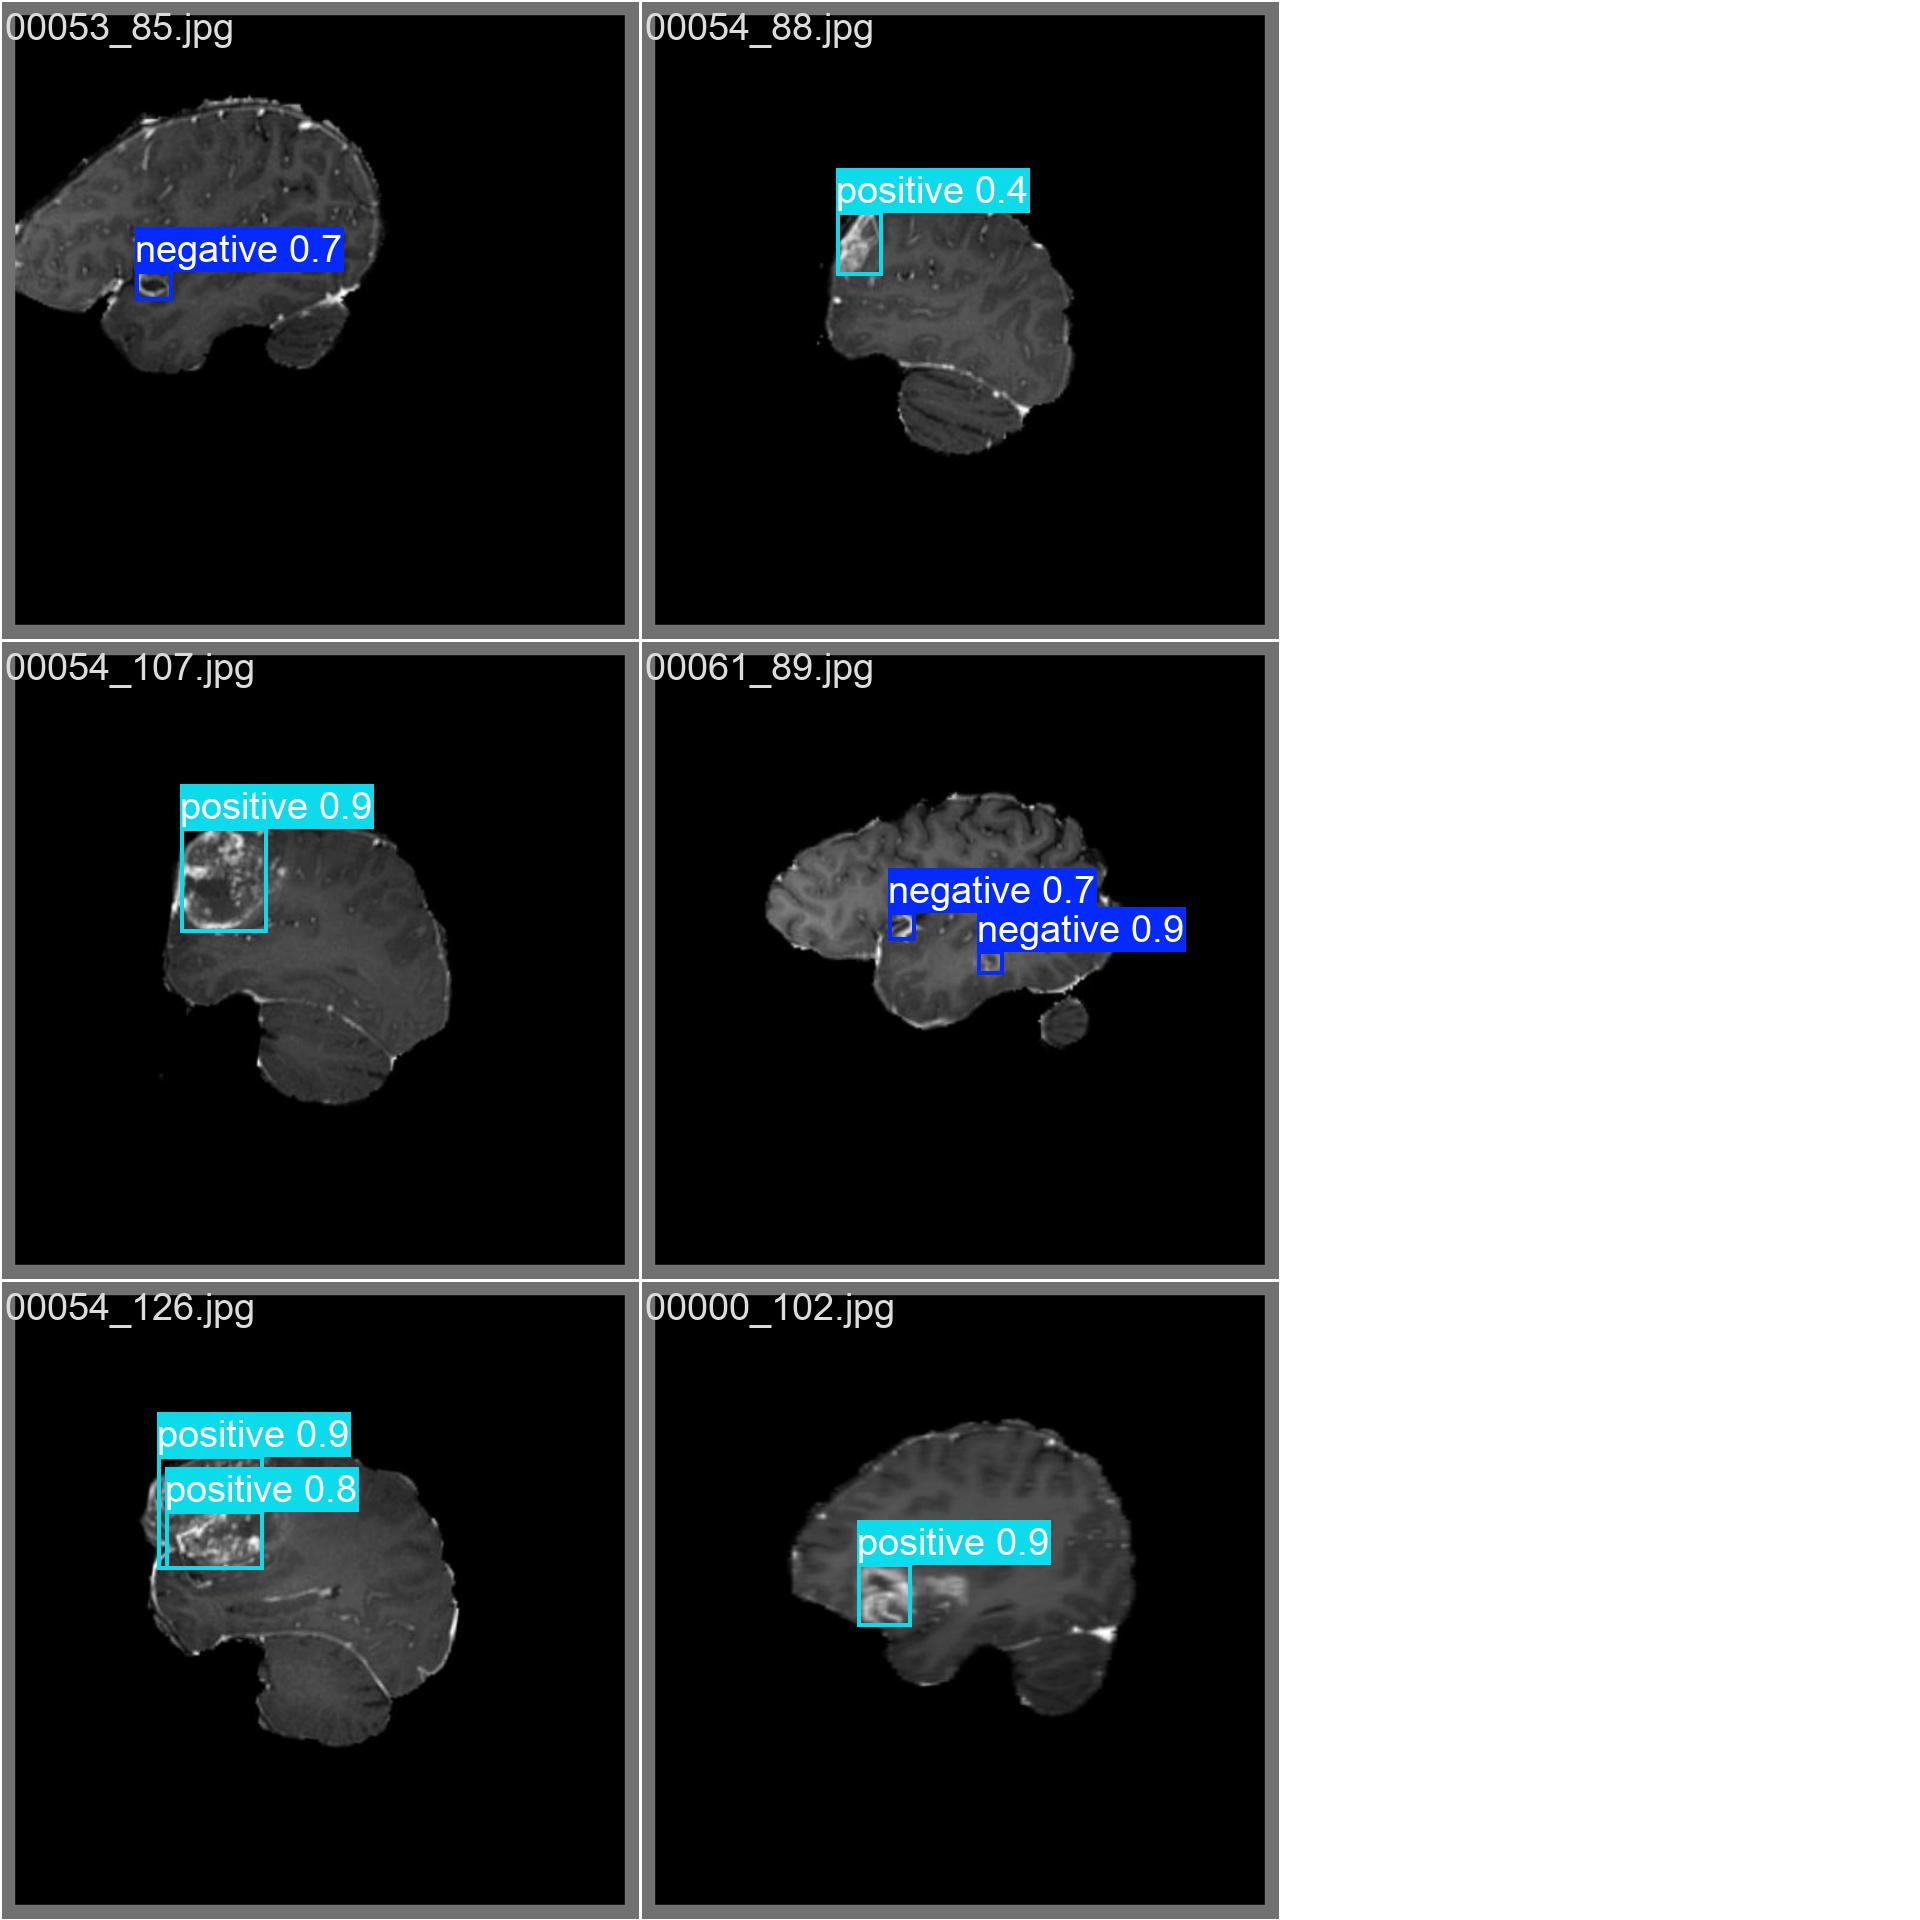 00053_85.jpg
negative 0.7
00054_88.jpg
positive 0.4
00054_107.jpg
positive 0.9
00061_89.jpg
negative 0.7
negative 0.9
00054_126.jpg
positive 0.9
positive 0.8
00000_102.jpg
positive 0.9